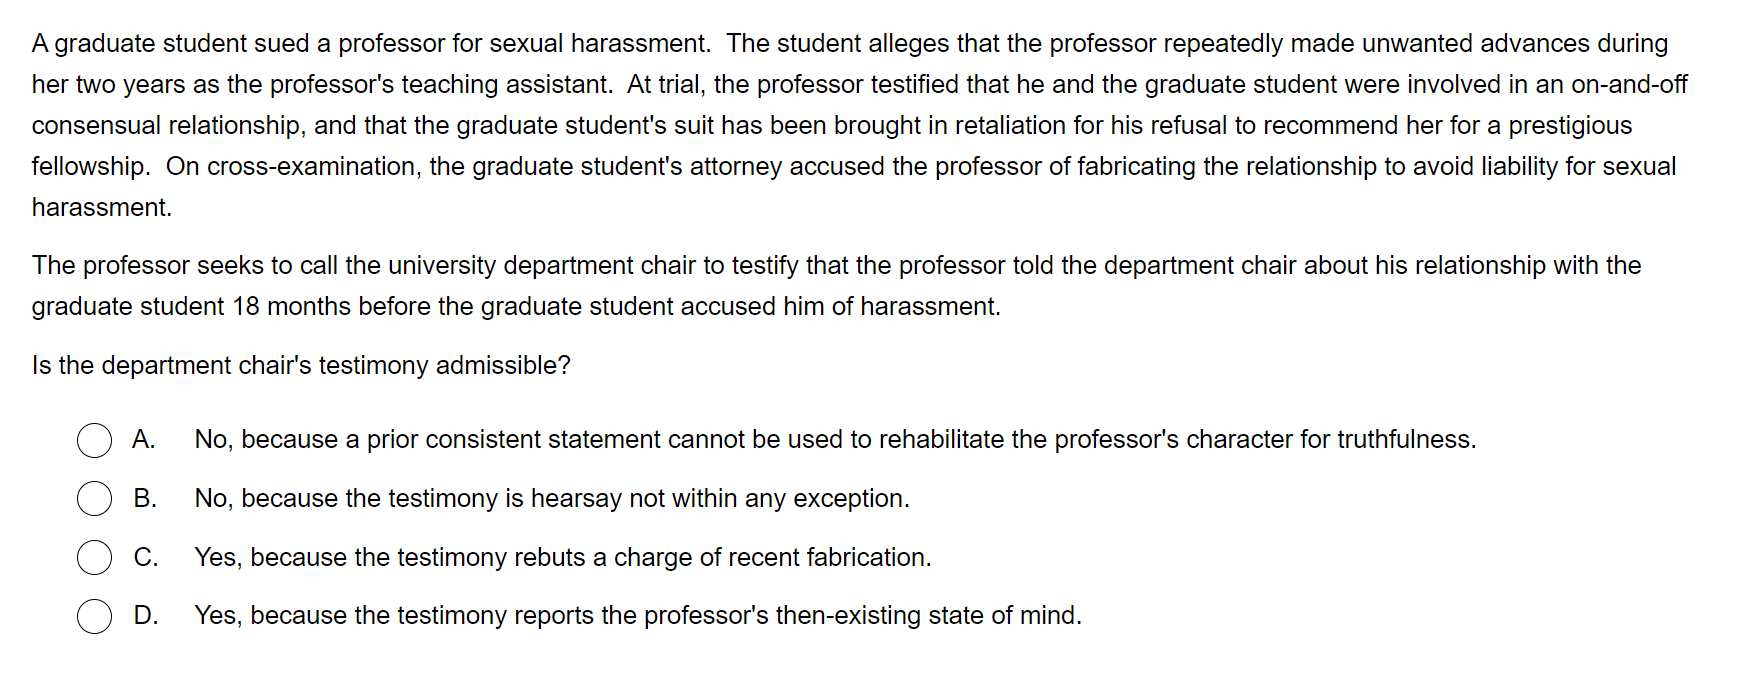 A graduate student sued a professor for sexual harassment.  The student alleges that the professor repeatedly made unwanted advances during
her two years as the professor's teaching assistant.  At trial, the professor testified that he and the graduate student were involved in an on-and-off
consensual relationship, and that the graduate student's suit has been brought in retaliation for his refusal to recommend her for a prestigious
fellowship.  On cross-examination, the graduate student's attorney accused the professor of fabricating the relationship to avoid liability for sexual
harassment.
The professor seeks to call the university department chair to testify that the professor told the department chair about his relationship with the
graduate student 18 months before the graduate student accused him of harassment.
Is the department chair's testimony admissible?
A. No, because a prior consistent statement cannot be used to rehabilitate the professor's character for truthfulness.
B. No, because the testimony is hearsay not within any exception.
C. Yes, because the testimony rebuts a charge of recent fabrication.
D. Yes, because the testimony reports the professor's then-existing state of mind.